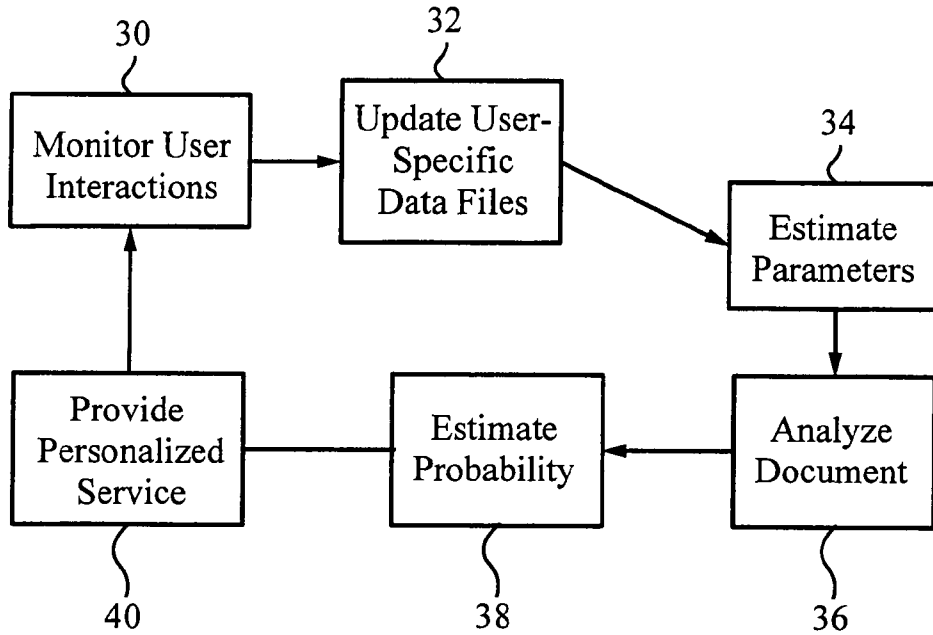 30
Monitor User
Interactions
32
Update User-
Specific
Data Files
34
Estimate
Parameters
Provide
Personalized
Service
40
Estimate
Probability
38
Analyze
Document
36